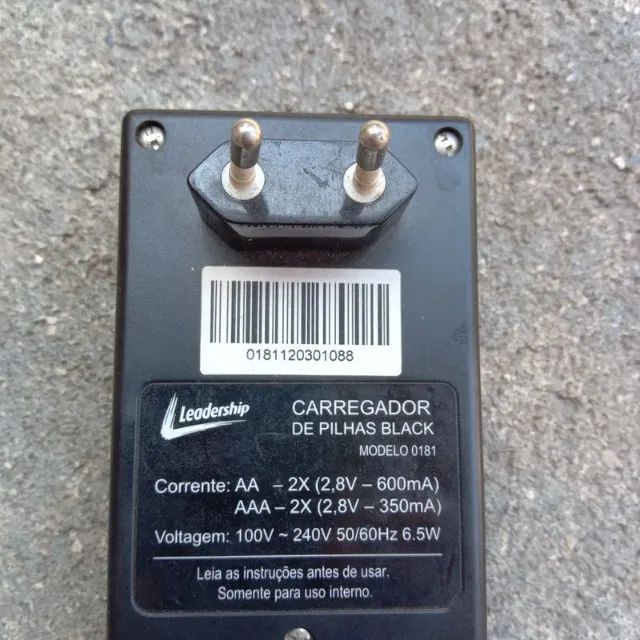 0181120301088
Leadership
CARREGADOR
DE PILHAS BLACK
MODELO 0181
Corrente: AA – 2X (2,8V – 600mA)
AAA – 2X (2,8V – 350mA)
Voltagem: 100V ~ 240V 50/60Hz 6.5W
Leia as instruções antes de usar.
Somente para uso interno.